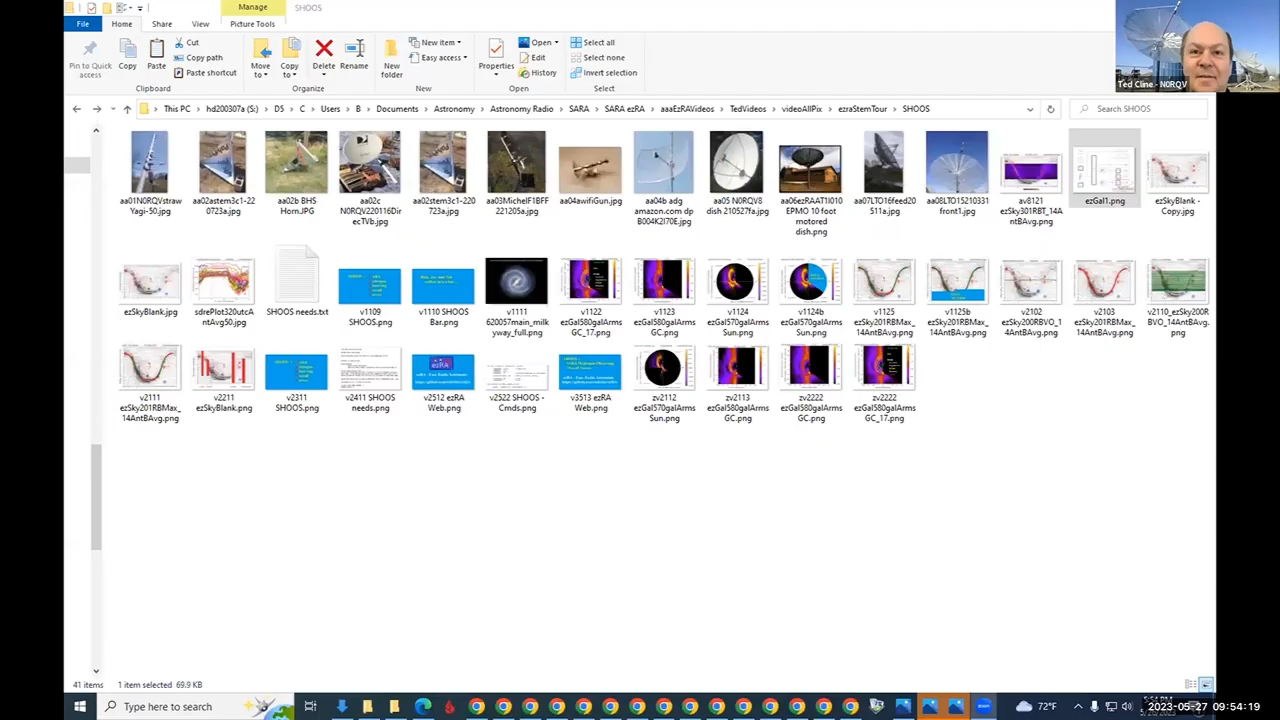 Manage
SHOOS
File
Home
Share
View
Picture Tools
Pin to Quick
access
Copy
Paste
Cut
Copy path
Paste shortcut
Clipboard
Move
to
Copy
to
Delete
Rename
Organize
New
folder
New item
Easy access
New
Properties
Open
Edit
History
Open
Select all
Select none
Invert selection
Select
Ted Cline - N0RQV
This PC
hd200307a (S:)
D5
C
Users
B
Documents
Astronomy
Astronomy Radio
SARA
SARA ezRA
aaaEzRAVideos
TedVideos
videoAllPix
ezraStemTour
SHOOS
Search SHOOS
aa01N0RQVstraw
Yagi-50.jpg
aa02astem3c1-22
0723a.jpg
aa02b BHS
Horn.JPG
aa02c
N0RQV220116Dir
ecTVb.jpg
aa02stem3c1-220
723a.jpg
aa03MichelF1BFF
221205a.jpg
aa04awifiGun.jpg
aa04b adg
amazon.com dp
B004K2I70E.jpg
aa05 N0RQV8
dish 210527fa.jpg
aa06ezRAAT1I010
EPMO 10 foot
motored
dish.png
aa07LTO16feed20
511a.jpg
aa08LTO15210331
front1.jpg
av8121
ezSky301RBT_14A
ntBAvg.png
ezGal1.png
ezSkyBlank -
Copy.jpg
ezSkyBlank.jpg
sdrePlot320utcA
ntAvg50.jpg
SHOOS needs.txt
v1109
SHOOS.png
v1110 SHOOS
Bar.png
v1111
620057main_milk
yway_full.png
v1122
ezGal580galArms
GC_17.png
v1123
ezGal580galArms
GC.png
v1124
ezGal570galArms
Sun.png
v1124b
ezGal570galArms
Sun.png
v1125
ezSky201RBMax_
14AntBAvg.png
v1125b
ezSky201RBMax_
14AntBAvg.png
v2102
ezSky200RBVO_1
4AntBAvg.png
v2103
ezSky201RBMax_
14AntBAvg.png
v2110_ezSky200R
BVO_14AntBAvg.
png
v2111
ezSky201RBMax_
14AntBAvg.png
v2211
ezSkyBlank.png
v2311
SHOOS.png
v2411 SHOOS
needs.png
v2512 ezRA
Web.png
v2522 SHOOS -
Cmds.png
v3513 ezRA
Web.png
zv2112
ezGal570galArms
Sun.png
zv2113
ezGal580galArms
GC.png
zv2222
ezGal580galArms
GC.png
zv2222
ezGal580galArms
GC_17.png
41 items
1 item selected 69.9 KB
Type here to search
72°F
2023-05-27 09:54:19